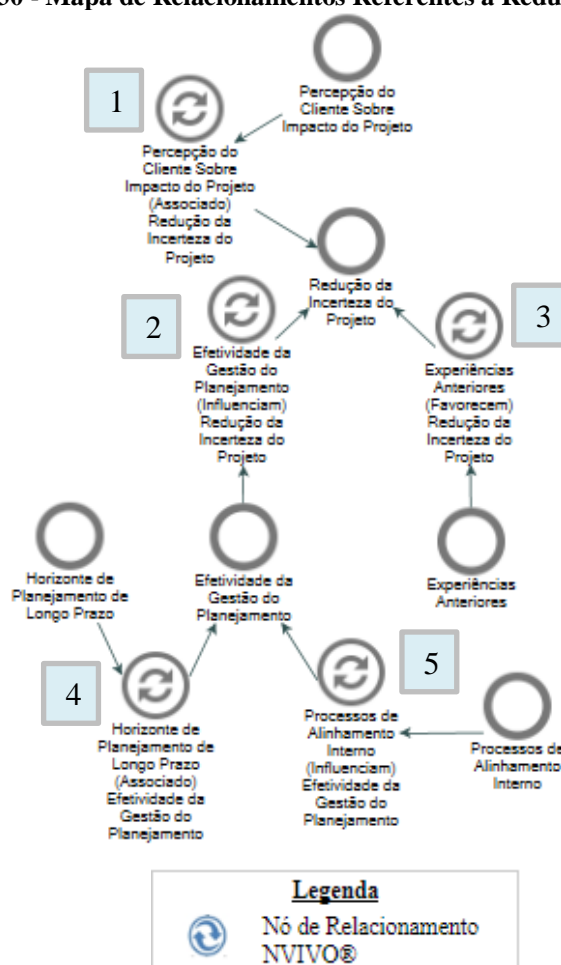 Mapa de Relacionamentos Referentes à
Percepção do
Cliente Sobre
Impacto do Projeto
1
Percepção do
Cliente Sobre
Impacto do Projeto
(Associado)
Redução da
Incerteza do
Projeto
Redução da
Incerteza do
Projeto
2
Efetividade da
Gestão do
Planejamento
(Influenciam)
Redução da
Incerteza do
Projeto
3
Experiências
Anteriores
(Favorecem)
Redução da
Incerteza do
Projeto
Horizonte de
Planejamento de
Longo Prazo
Efetividade da
Gestão do
Planejamento
Experiências
Anteriores
4
Horizonte de
Planejamento de
Longo Prazo
(Associado)
Efetividade da
Gestão do
Planejamento
5
Processos de
Alinhamento
Interno
(Influenciam)
Efetividade da
Gestão do
Planejamento
Processos de
Alinhamento
Interno
Legenda
Nó de Relacionamento
NVIVO®